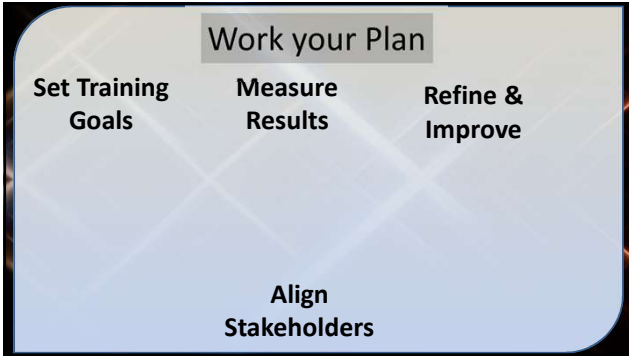 Work your Plan
Set Training
Goals
Measure
Results
Refine &
Improve
Align
Stakeholders